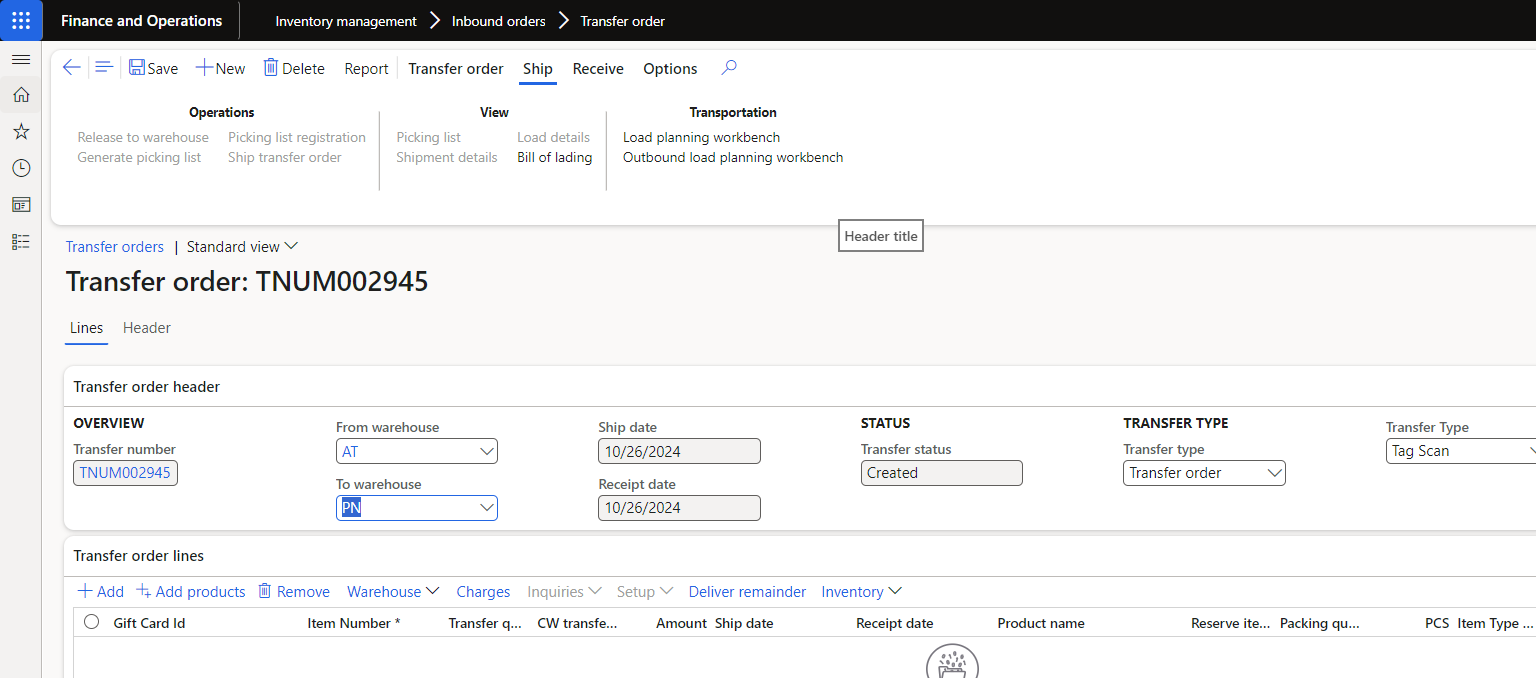 Finance and Operations
Inventory management > Inbound orders > Transfer order
Save New Delete Report Transfer order Ship Receive Options
Operations
Release to warehouse Picking list registration
Generate picking list Ship transfer order
View
Picking list Load details
Shipment details Bill of lading
Transportation
Load planning workbench
Outbound load planning workbench
Header title
Transfer orders | Standard view
Transfer order: TNUM002945
Lines Header
Transfer order header
OVERVIEW
Transfer number
TNUM002945
From warehouse
AT
To warehouse
PN
Ship date
10/26/2024
Receipt date
10/26/2024
STATUS
Transfer status
Created
TRANSFER TYPE
Transfer type
Transfer order
Transfer Type
Tag Scan
Transfer order lines
Add Add products Remove Warehouse Charges Inquiries Setup Deliver remainder Inventory
Gift Card Id Item Number * Transfer q... CW transfe... Amount Ship date Receipt date Product name Reserve ite... Packing qu... PCS Item Type ...